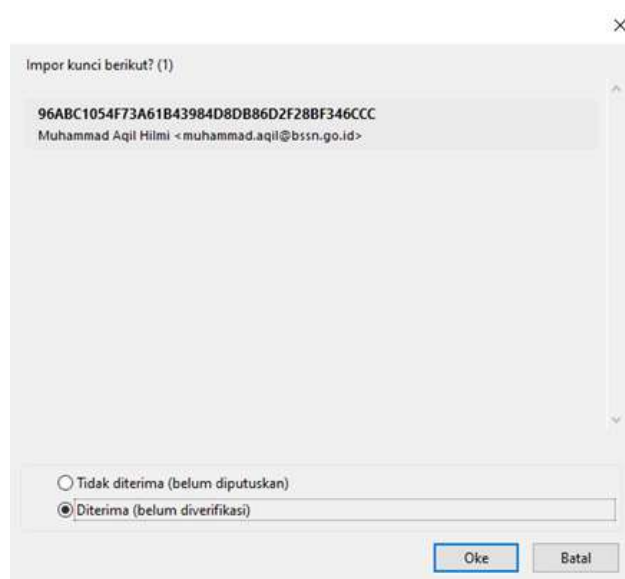 Impor kunci berikut? (1)
96ABC1054F73A61B43984D8DB86D2F28BF346CCC
Muhammad Aqil Hilmi <muhammad.aqil@bssn.go.id>
Tidak diterima (belum diputuskan)
Diterima (belum diverifikasi)
Oke Batal